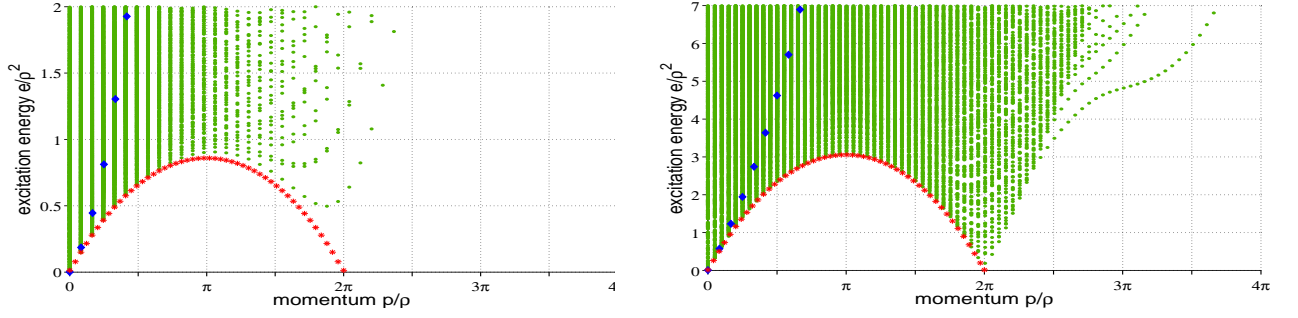 2
1.5
1
0.5
0
excitation energy e/ρ²
0 π 2π 3π 4
momentum p/ρ
7
6
5
4
3
2
1
0
excitation energy e/ρ²
0 π 2π 3π 4π
momentum p/ρ